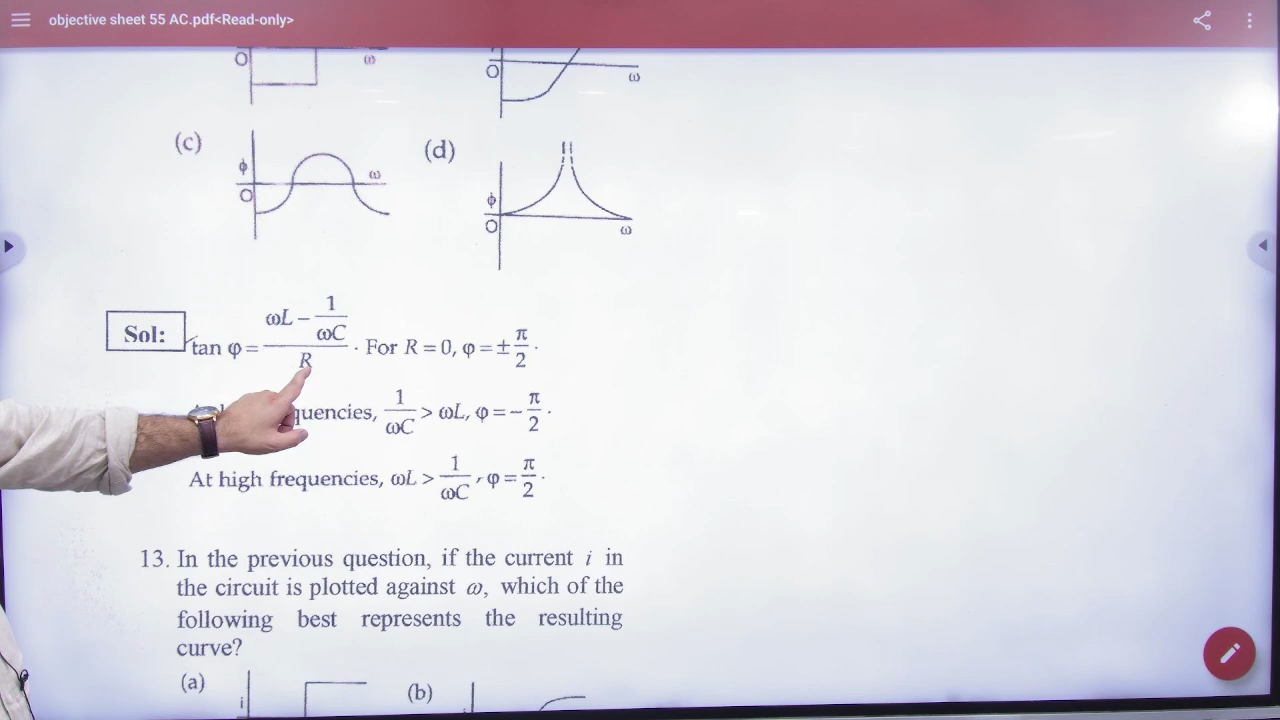 objective sheet 55 AC.pdf<Read-only>
O ω
O ω
(c) ϕ O ω
(d) ϕ O ω
Sol: tan φ = (ωL − 1/ωC)/R · For R = 0, φ = ± π/2 ·
quencies, 1/ωC > ωL, φ = − π/2 ·
At high frequencies, ωL > 1/ωC , φ = π/2 ·
13. In the previous question, if the current i in
the circuit is plotted against ω, which of the
following best represents the resulting
curve?
(a) i
(b)